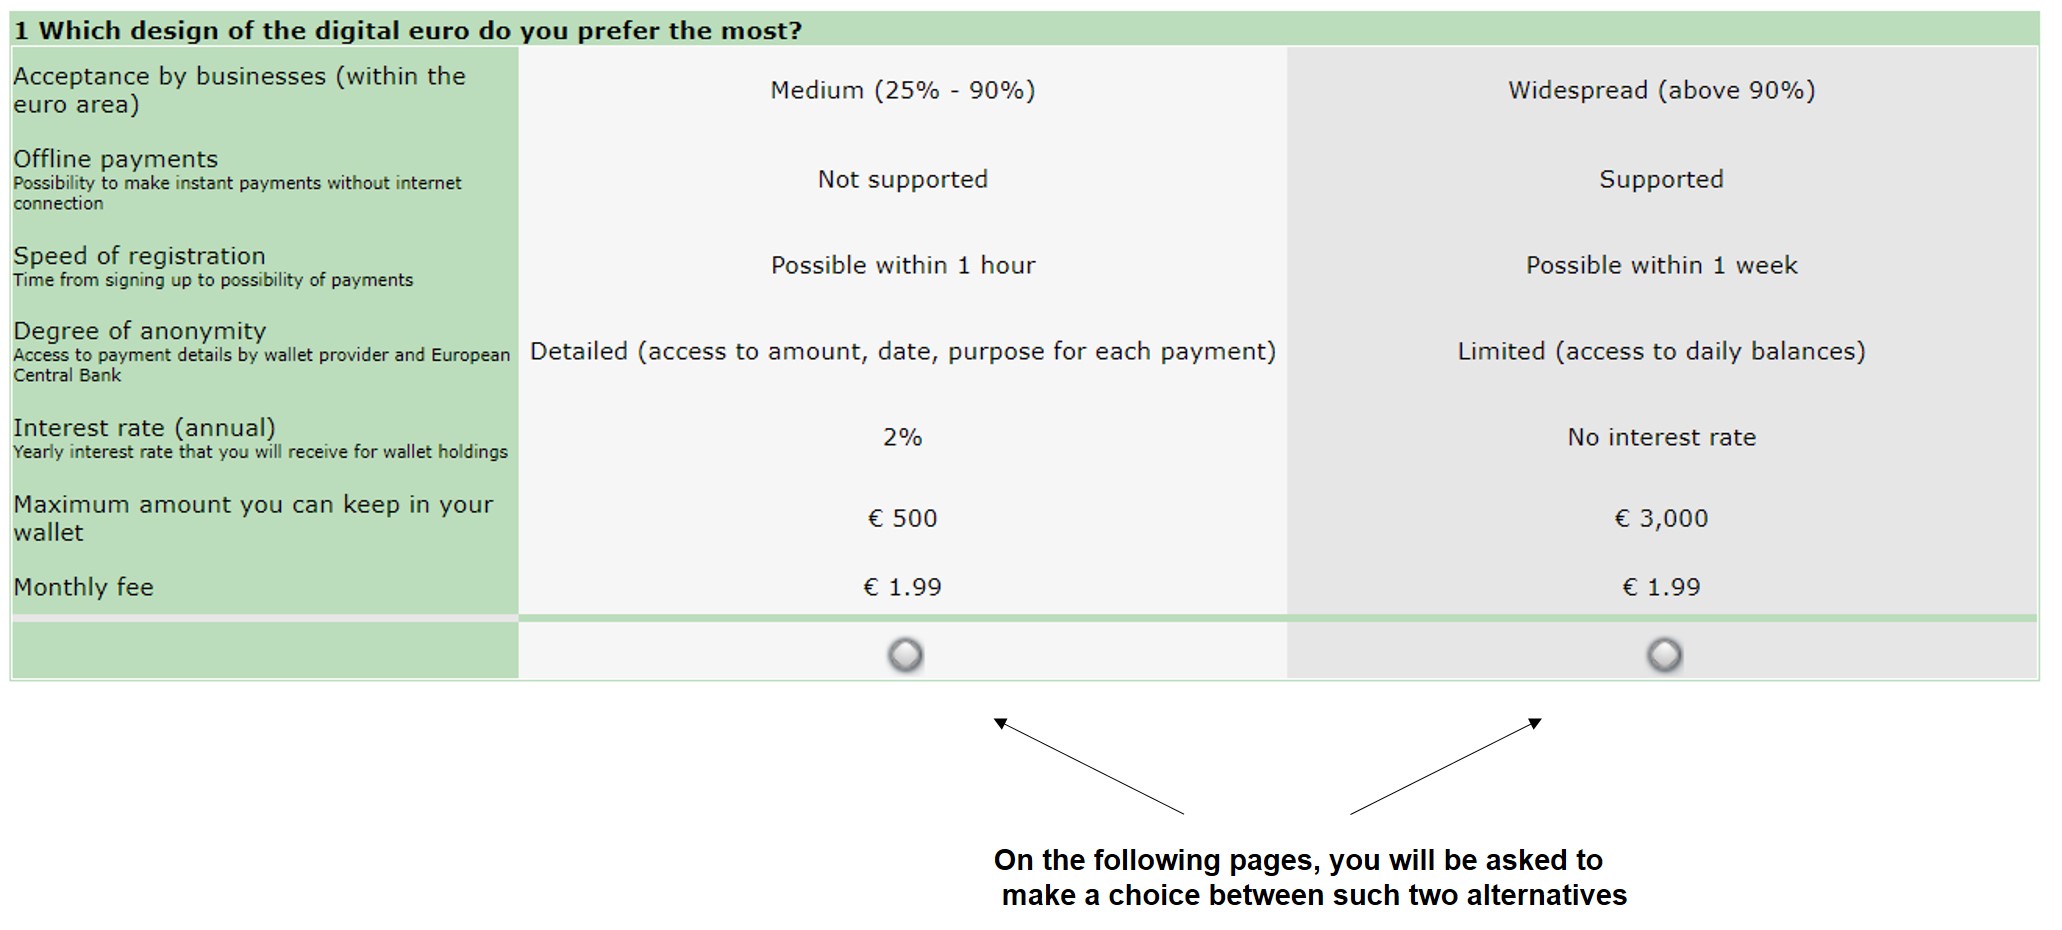 1 Which design of the digital euro do you prefer the most?
Acceptance by businesses (within the
euro area)
Medium (25% - 90%)
Widespread (above 90%)
Offline payments
Possibility to make instant payments without internet
connection
Not supported
Supported
Speed of registration
Time from signing up to possibility of payments
Possible within 1 hour
Possible within 1 week
Degree of anonymity
Access to payment details by wallet provider and European
Central Bank
Detailed (access to amount, date, purpose for each payment)
Limited (access to daily balances)
Interest rate (annual)
Yearly interest rate that you will receive for wallet holdings
2%
No interest rate
Maximum amount you can keep in your
wallet
€ 500
€ 3,000
Monthly fee
€ 1.99
€ 1.99
On the following pages, you will be asked to
make a choice between such two alternatives